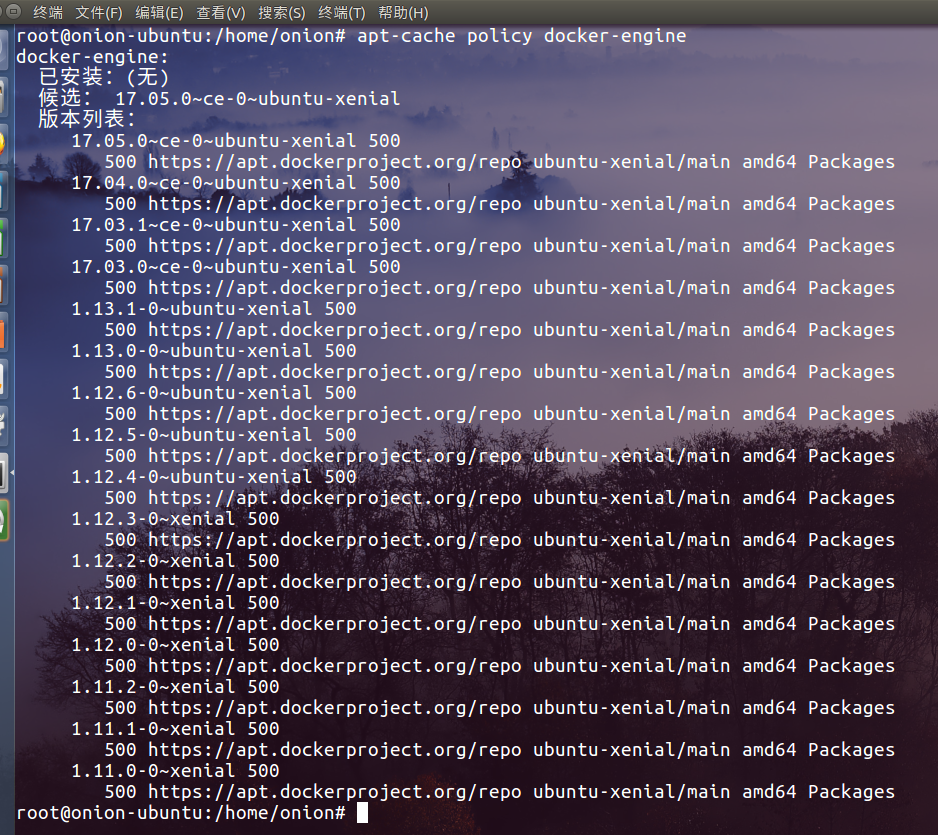 终端 文件(F) 编辑(E) 查看(V) 搜索(S) 终端(T) 帮助(H)
root@onion-ubuntu:/home/onion# apt-cache policy docker-engine
docker-engine:
已安装: (无)
候选: 17.05.0~ce-0~ubuntu-xenial
版本列表:
17.05.0~ce-0~ubuntu-xenial 500
500 https://apt.dockerproject.org/repo ubuntu-xenial/main amd64 Packages
17.04.0~ce-0~ubuntu-xenial 500
500 https://apt.dockerproject.org/repo ubuntu-xenial/main amd64 Packages
17.03.1~ce-0~ubuntu-xenial 500
500 https://apt.dockerproject.org/repo ubuntu-xenial/main amd64 Packages
17.03.0~ce-0~ubuntu-xenial 500
500 https://apt.dockerproject.org/repo ubuntu-xenial/main amd64 Packages
1.13.1-0~ubuntu-xenial 500
500 https://apt.dockerproject.org/repo ubuntu-xenial/main amd64 Packages
1.13.0-0~ubuntu-xenial 500
500 https://apt.dockerproject.org/repo ubuntu-xenial/main amd64 Packages
1.12.6-0~ubuntu-xenial 500
500 https://apt.dockerproject.org/repo ubuntu-xenial/main amd64 Packages
1.12.5-0~ubuntu-xenial 500
500 https://apt.dockerproject.org/repo ubuntu-xenial/main amd64 Packages
1.12.4-0~ubuntu-xenial 500
500 https://apt.dockerproject.org/repo ubuntu-xenial/main amd64 Packages
1.12.3-0~xenial 500
500 https://apt.dockerproject.org/repo ubuntu-xenial/main amd64 Packages
1.12.2-0~xenial 500
500 https://apt.dockerproject.org/repo ubuntu-xenial/main amd64 Packages
1.12.1-0~xenial 500
500 https://apt.dockerproject.org/repo ubuntu-xenial/main amd64 Packages
1.12.0-0~xenial 500
500 https://apt.dockerproject.org/repo ubuntu-xenial/main amd64 Packages
1.11.2-0~xenial 500
500 https://apt.dockerproject.org/repo ubuntu-xenial/main amd64 Packages
1.11.1-0~xenial 500
500 https://apt.dockerproject.org/repo ubuntu-xenial/main amd64 Packages
1.11.0-0~xenial 500
500 https://apt.dockerproject.org/repo ubuntu-xenial/main amd64 Packages
root@onion-ubuntu:/home/onion#